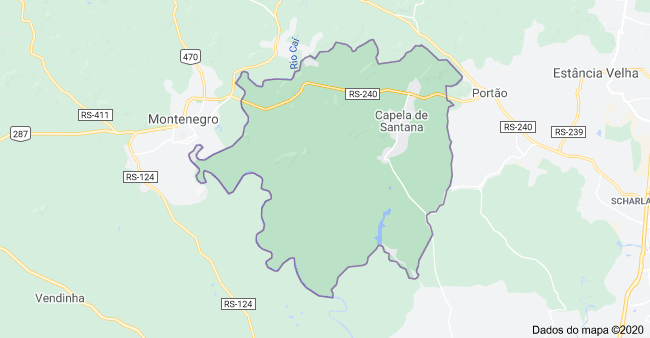 Rio Caí
470
Estância Velha
RS-240
Portão
RS-411
Montenegro
Capela de
Santana
RS-240
287
RS-239
RS-124
SCHARLA
Vendinha
RS-124
Dados do mapa ©2020